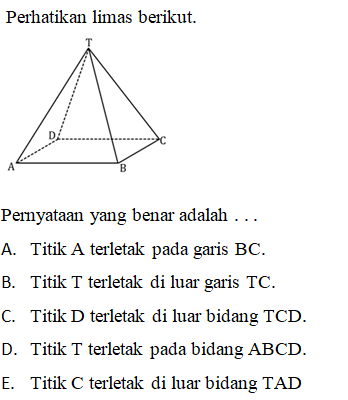 Perhatikan limas berikut.
T
D
C
A
B
Pernyataan yang benar adalah . . .
A. Titik A terletak pada garis BC.
B. Titik T terletak di luar garis TC.
C. Titik D terletak di luar bidang TCD.
D. Titik T terletak pada bidang ABCD.
E. Titik C terletak di luar bidang TAD